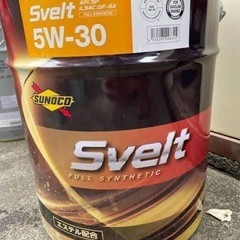 Svelt
API:SP
ILSAC:GF-6A
FULL SYNTHETIC
5W-30
SUNOCO
Svelt
FULL SYNTHETIC
エステル配合